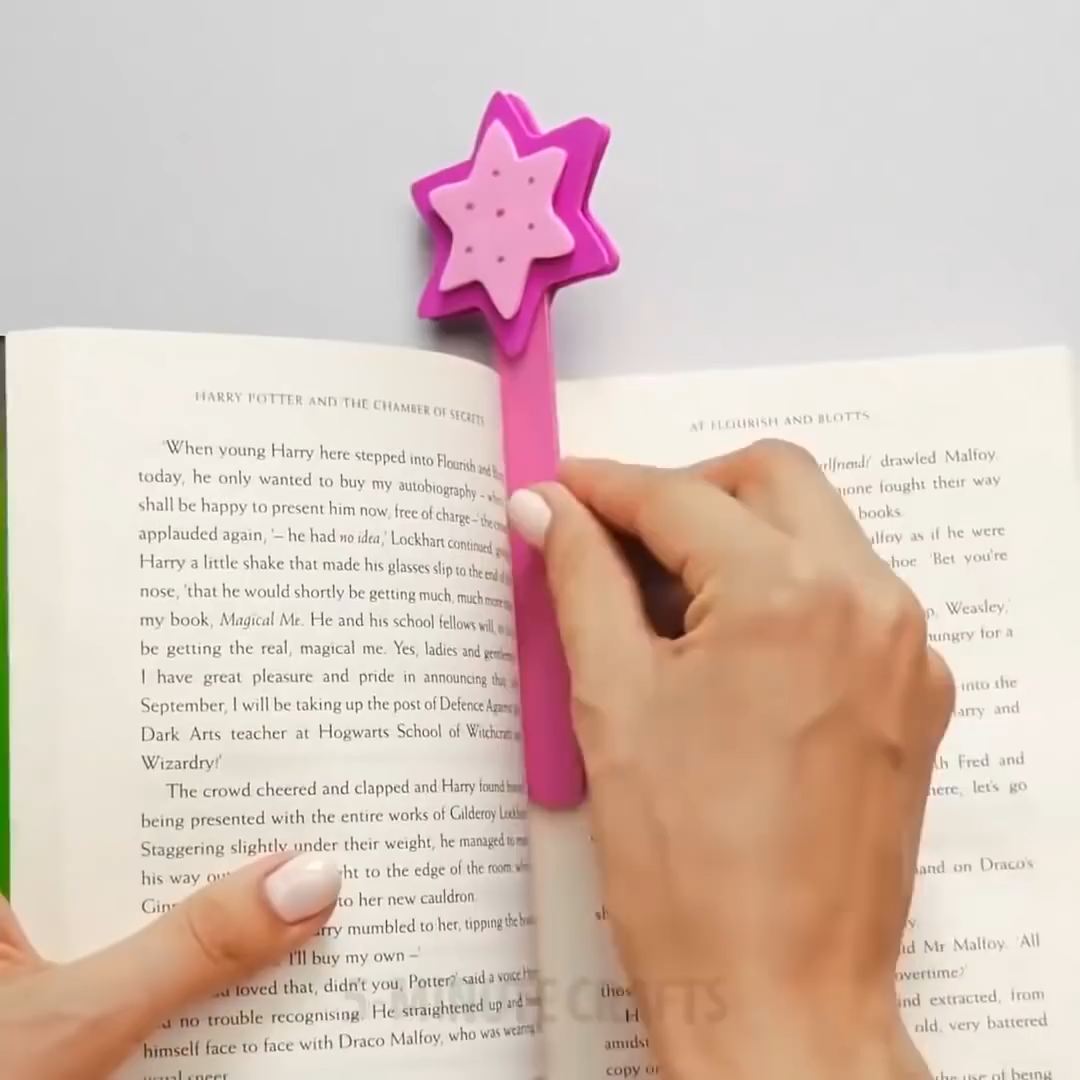 HARRY POTTER AND THE CHAMBER OF SECRETS
'When young Harry here stepped into Flourish and
today, he only wanted to buy my autobiography –
shall be happy to present him now, free of charge –'
applauded again, '– he had no idea,' Lockhart continued
Harry a little shake that made his glasses slip to the end
nose, 'that he would shortly be getting much, much more
my book, Magical Me. He and his school fellows will,
be getting the real, magical me. Yes, ladies and
I have great pleasure and pride in announcing
September, I will be taking up the post of Defence
Dark Arts teacher at Hogwarts School of
Wizardry!'
The crowd cheered and clapped and Harry found
being presented with the entire works of Gilderoy
Staggering slightly under their weight, he managed to
his way to the edge of the room
to her new cauldron.
mumbled to her, tipping the
I'll buy my own –'
loved that, didn't you, Potter?' said a voice
no trouble recognising. He straightened up and
himself face to face with Draco Malfoy, who was
AT FLOURISH AND BLOTTS
drawled Malfoy.
fought their way
books.
as if he were
'Bet you're
Weasley,'
for a
into the
and
Fred and
let's go
on Draco's
Mr Malfoy. 'All
overtime?'
and extracted, from
old, very battered
amidst
copy
the use of being
5-MINUTE CRAFTS